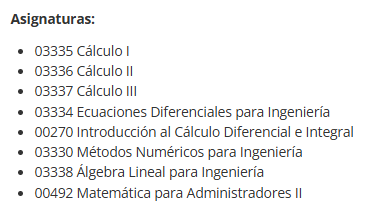 Asignaturas:
• 03335 Cálculo I
• 03336 Cálculo II
• 03337 Cálculo III
• 03334 Ecuaciones Diferenciales para Ingeniería
• 00270 Introducción al Cálculo Diferencial e Integral
• 03330 Métodos Numéricos para Ingeniería
• 03338 Álgebra Lineal para Ingeniería
• 00492 Matemática para Administradores II